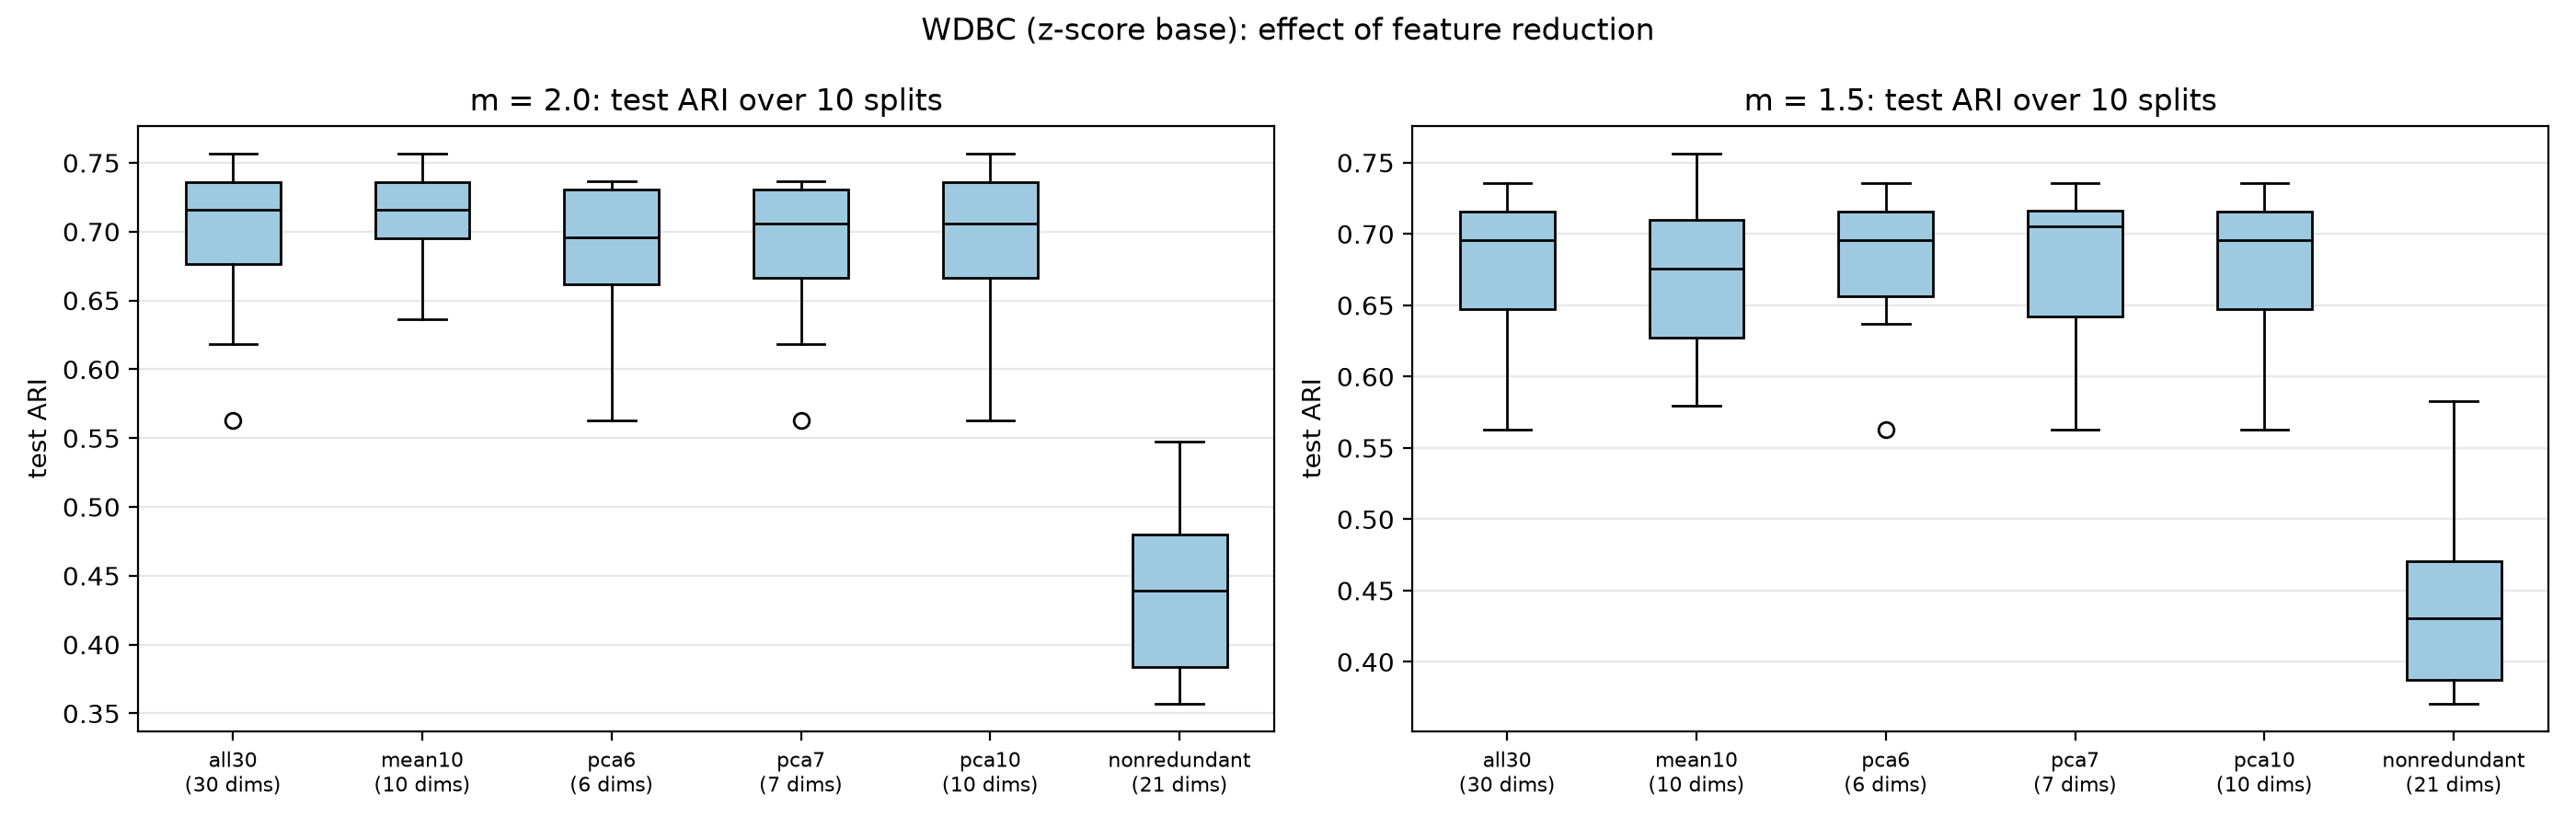 WDBC (z-score base): effect of feature reduction
m = 2.0: test ARI over 10 splits
test ARI
0.75
0.70
0.65
0.60
0.55
0.50
0.45
0.40
0.35
all30
(30 dims)
mean10
(10 dims)
pca6
(6 dims)
pca7
(7 dims)
pca10
(10 dims)
nonredundant
(21 dims)
m = 1.5: test ARI over 10 splits
test ARI
0.75
0.70
0.65
0.60
0.55
0.50
0.45
0.40
all30
(30 dims)
mean10
(10 dims)
pca6
(6 dims)
pca7
(7 dims)
pca10
(10 dims)
nonredundant
(21 dims)